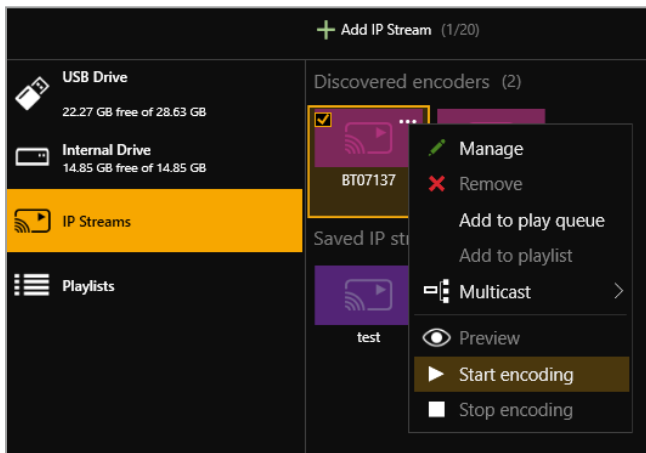 Add IP Stream (1/20)
USB Drive
22.27 GB free of 28.63 GB
Internal Drive
14.85 GB free of 14.85 GB
IP Streams
Playlists
Discovered encoders (2)
BT07137
Saved IP str
test
Manage
Remove
Add to play queue
Add to playlist
Multicast
Preview
Start encoding
Stop encoding